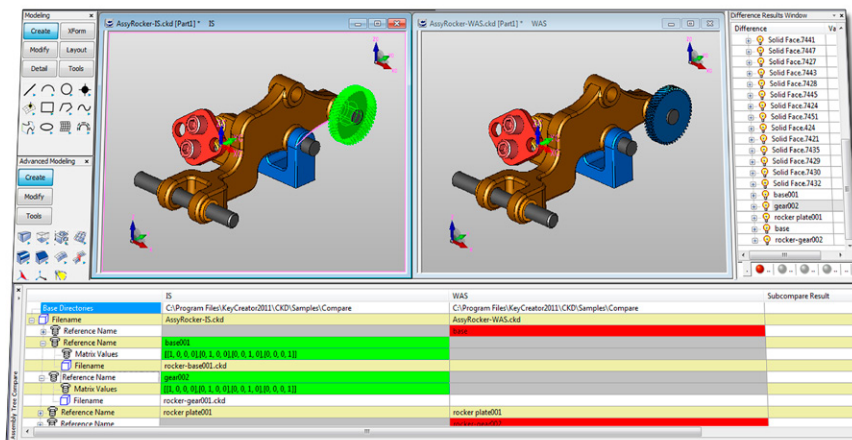 Modeling
Create XForm
Modify Layout
Detail Tools
Advanced Modeling
Create
Modify
Tools
AssyRocker-IS.ckd [Part1] * IS
AssyRocker-WAS.ckd [Part1] * WAS
Difference Results Window
Difference Va
Solid Face.7441
Solid Face.7447
Solid Face.7427
Solid Face.7443
Solid Face.7428
Solid Face.7445
Solid Face.7424
Solid Face.7451
Solid Face.424
Solid Face.7421
Solid Face.7435
Solid Face.7429
Solid Face.7430
Solid Face.7432
base001
gear002
rocker plate001
base
rocker-gear002
Assembly Tree Compare
IS WAS Subcompare Result
Base Directories C:\Program Files\KeyCreator2011\CKD\Samples\Compare C:\Program Files\KeyCreator2011\CKD\Samples\Compare
Filename AssyRocker-IS.ckd AssyRocker-WAS.ckd
Reference Name base
Reference Name base001
Matrix Values [[1, 0, 0, 0],[0, 1, 0, 0],[0, 0, 1, 0],[0, 0, 0, 1]]
Filename rocker-base001.ckd
Reference Name gear002
Matrix Values [[1, 0, 0, 0],[0, 1, 0, 0],[0, 0, 1, 0],[0, 0, 0, 1]]
Filename rocker-gear001.ckd
Reference Name rocker plate001 rocker plate001
Reference Name rocker-gear002